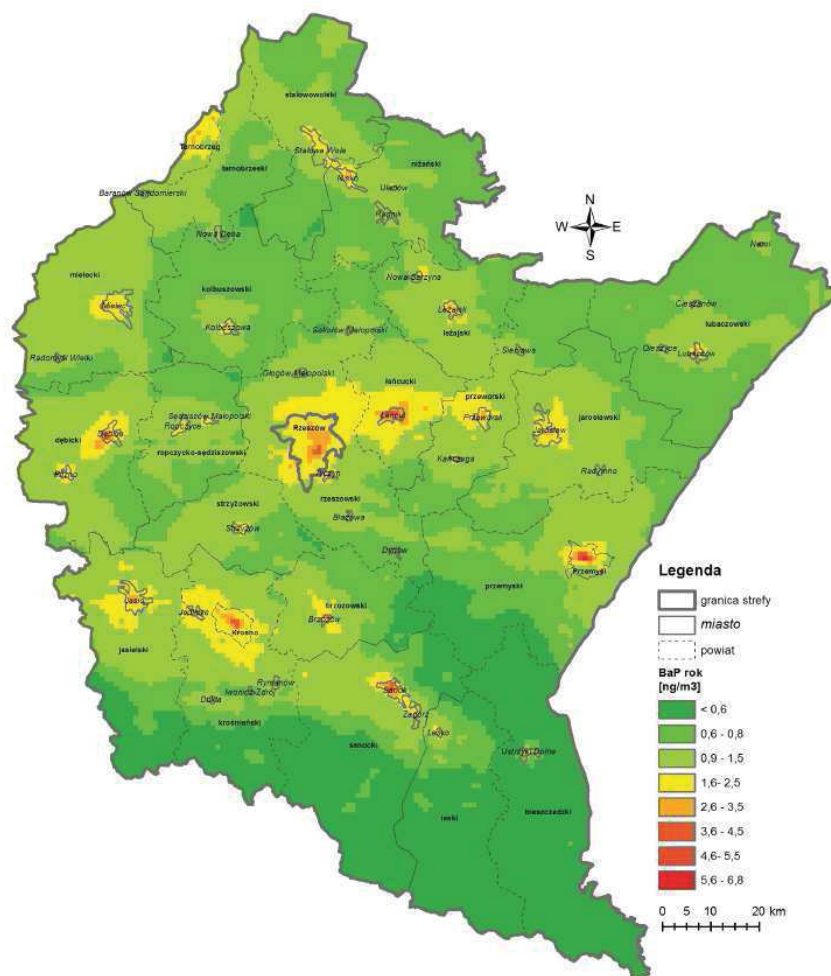 stalowowolski
Tarnobrzeg
Stalowa Wola
tarnobrzeski
Nisko
niżański
Ulanów
Baranów Sandomierski
Rudnik
N
W E
S
Nowa Dęba
Narol
mielecki
Nowa Sarzyna
kolbuszowski
Cieszanów
Mielec
Leżajsk
lubaczowski
Kolbuszowa
Sokołów Małopolski
leżajski
Oleszyce
Lubaczów
Radomyśl Wielki
Sieniawa
Głogów Małopolski
łańcucki
przeworski
Sędziszów Małopolski
Łańcut
Przeworsk
jarosławski
Rzeszów
Ropczyce
Dębica
Jarosław
dębicki
ropczycko-sędziszowski
Kańczuga
Pilzno
Tyczyn
Radymno
rzeszowski
strzyżowski
Błażowa
Strzyżów
Dynów
Przemyśl
Legenda
przemyski
granica strefy
Jasło
miasto
Jedlicze
brzozowski
Brzozów
Krosno
powiat
jasielski
BaP rok
[ng/m3]
Rymanów
Iwonicz-Zdrój
Sanok
Dukla
< 0,6
Zagórz
krośnieński
0,6 - 0,8
Lesko
sanocki
0,9 - 1,5
Ustrzyki Dolne
1,6- 2,5
2,6 - 3,5
leski
bieszczadzki
3,6 - 4,5
4,6- 5,5
5,6 - 6,8
0 5 10 20 km